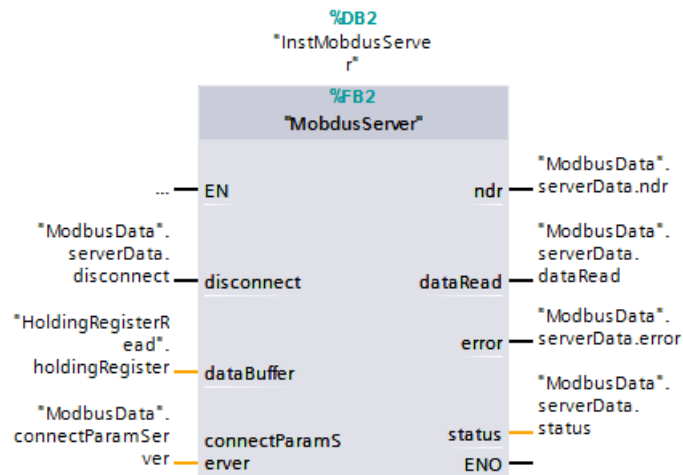 %DB2
"InstMobdusServe
r"
%FB2
"MobdusServer"
... EN
ndr
"ModbusData".
serverData.ndr
"ModbusData".
serverData.
disconnect
disconnect
dataRead
"ModbusData".
serverData.
dataRead
"HoldingRegisterR
ead".
holdingRegister
dataBuffer
error
"ModbusData".
serverData.error
"ModbusData".
connectParamSer
ver
connectParamS
erver
status
"ModbusData".
serverData.
status
ENO